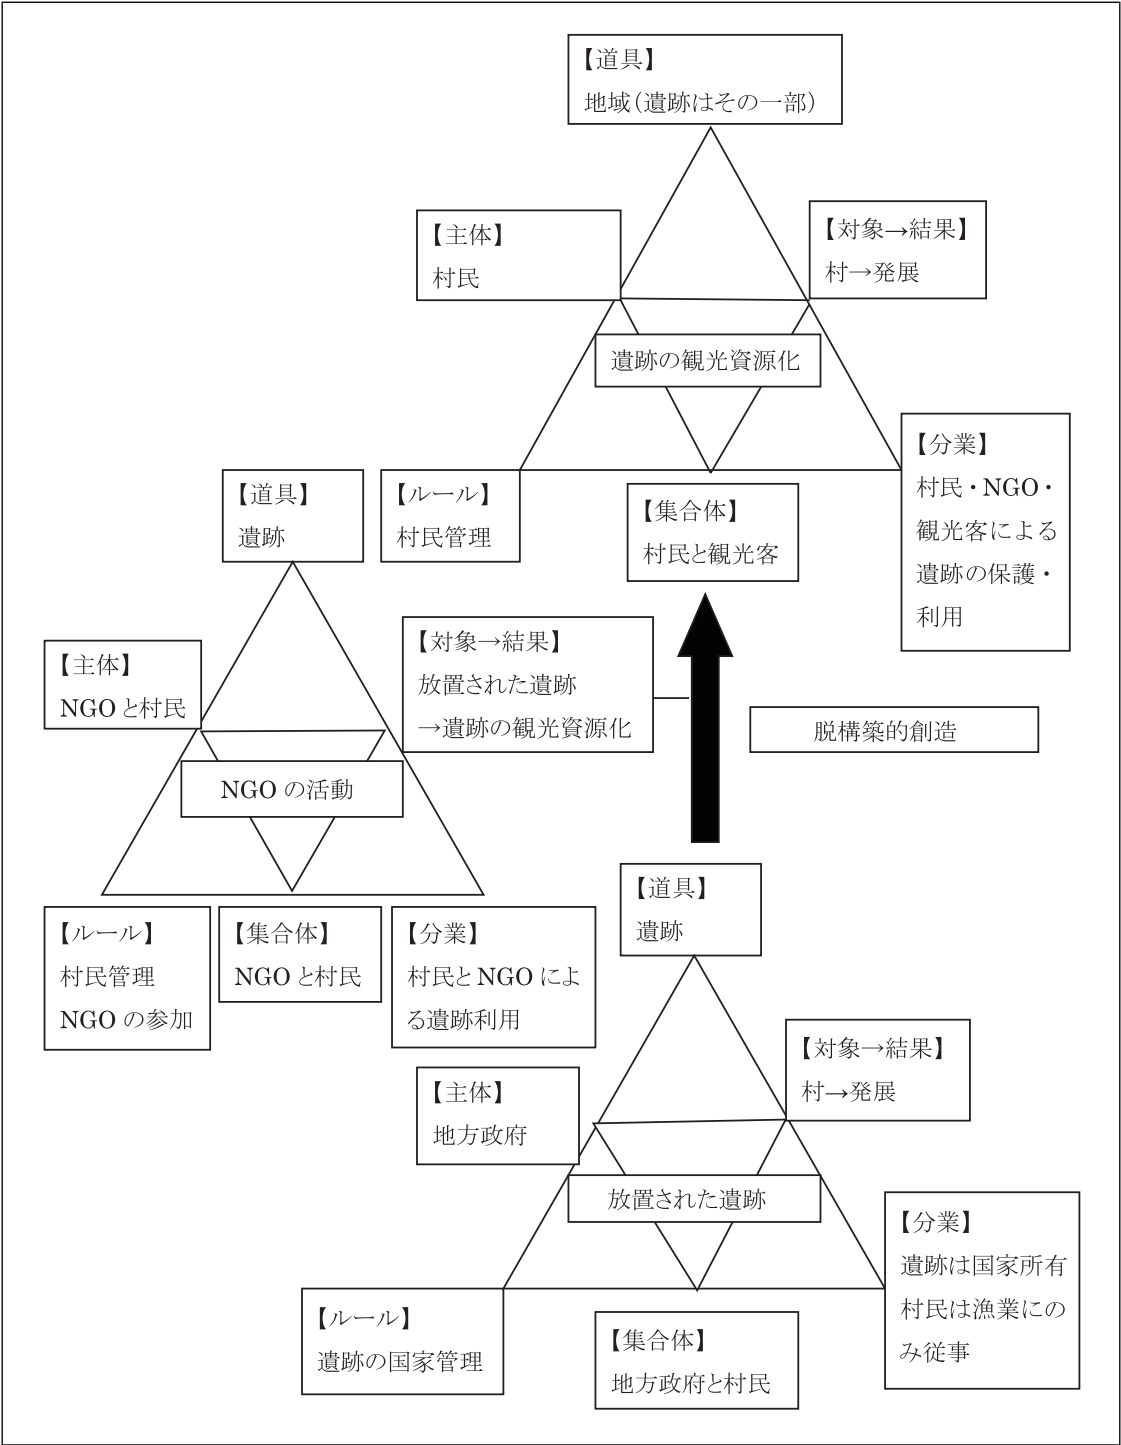 【道具】
地域（遺跡はその一部）
【主体】
村民
【対象→結果】
村→発展
遺跡の観光資源化
【ルール】
村民管理
【集合体】
村民と観光客
【分業】
村民・NGO・
観光客による
遺跡の保護・
利用
【道具】
遺跡
【主体】
NGOと村民
【対象→結果】
放置された遺跡
→遺跡の観光資源化
NGOの活動
【ルール】
村民管理
NGOの参加
【集合体】
NGOと村民
【分業】
村民とNGOによ
る遺跡利用
脱構築的創造
【道具】
遺跡
【主体】
地方政府
【対象→結果】
村→発展
放置された遺跡
【ルール】
遺跡の国家管理
【集合体】
地方政府と村民
【分業】
遺跡は国家所有
村民は漁業にの
み従事